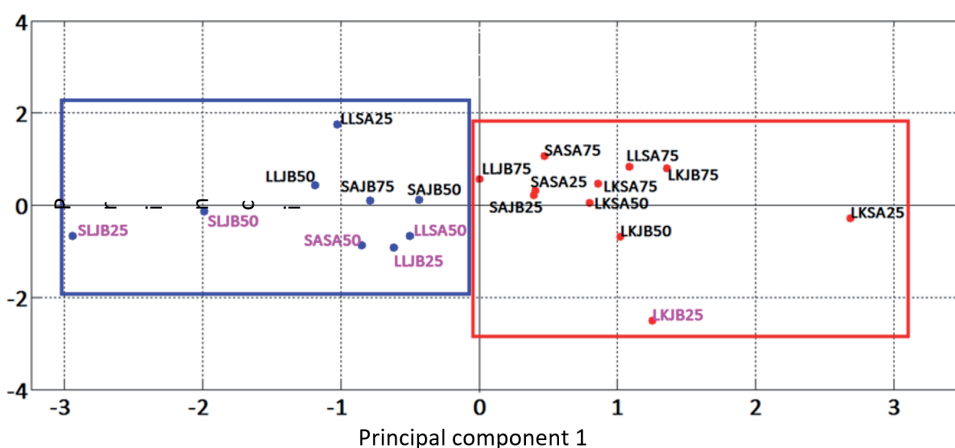 4
2
LLSA25
SASA75
LLSA75
LLJB75
LKJB75
LLJB50
SAJB75
SAJB50
SASA25
LKSA75
SAJB25
LKSA50
LKSA25
0
P r i n c i
SLJB25
SLJB50
SASA50
LLSA50
LKJB50
LLJB25
-2
LKJB25
-4
-3 -2 -1 0 1 2 3
Principal component 1